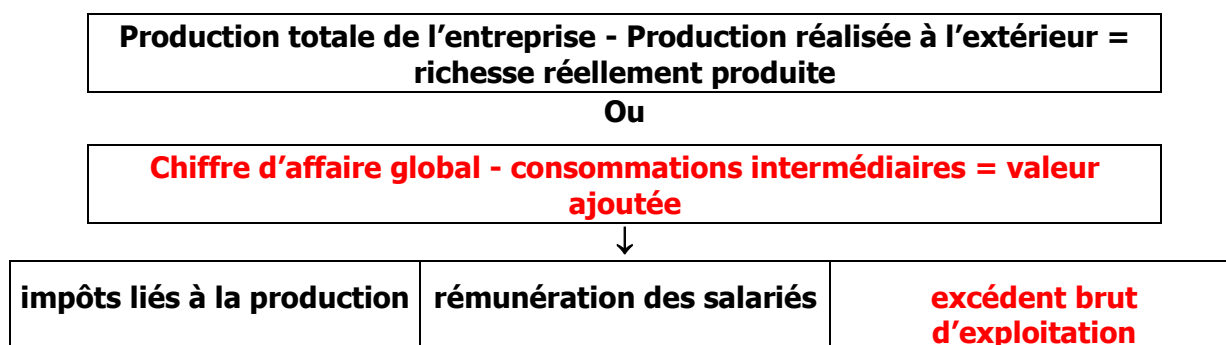 Production totale de l’entreprise - Production réalisée à l’extérieur =
richesse réellement produite
Ou
Chiffre d’affaire global - consommations intermédiaires = valeur
ajoutée
↓
impôts liés à la production rémunération des salariés excédent brut
d’exploitation